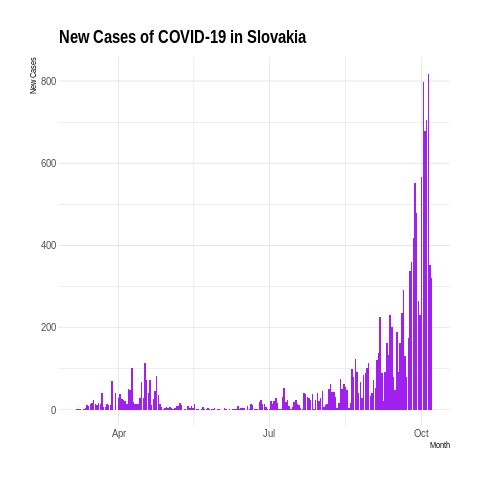 New Cases of COVID-19 in Slovakia
New Cases
800
600
400
200
0
Apr
Jul
Oct
Month